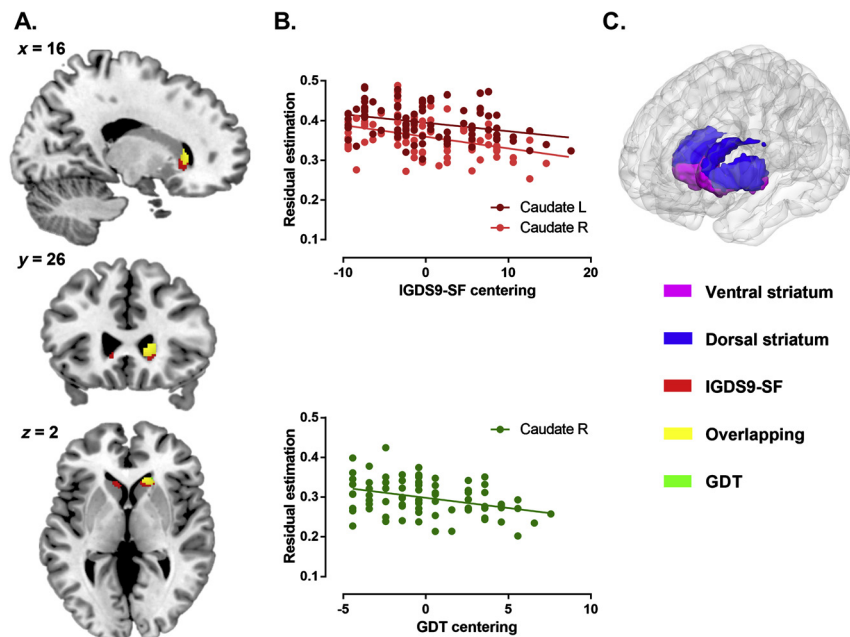 A.
x = 16
y = 26
z = 2
B.
Residual estimation
0.5
0.4
0.3
0.2
0.1
Caudate L
Caudate R
-10
0
10
20
IGDS9-SF centering
Residual estimation
0.5
0.4
0.3
0.2
0.1
Caudate R
-5
0
5
10
GDT centering
C.
Ventral striatum
Dorsal striatum
IGDS9-SF
Overlapping
GDT